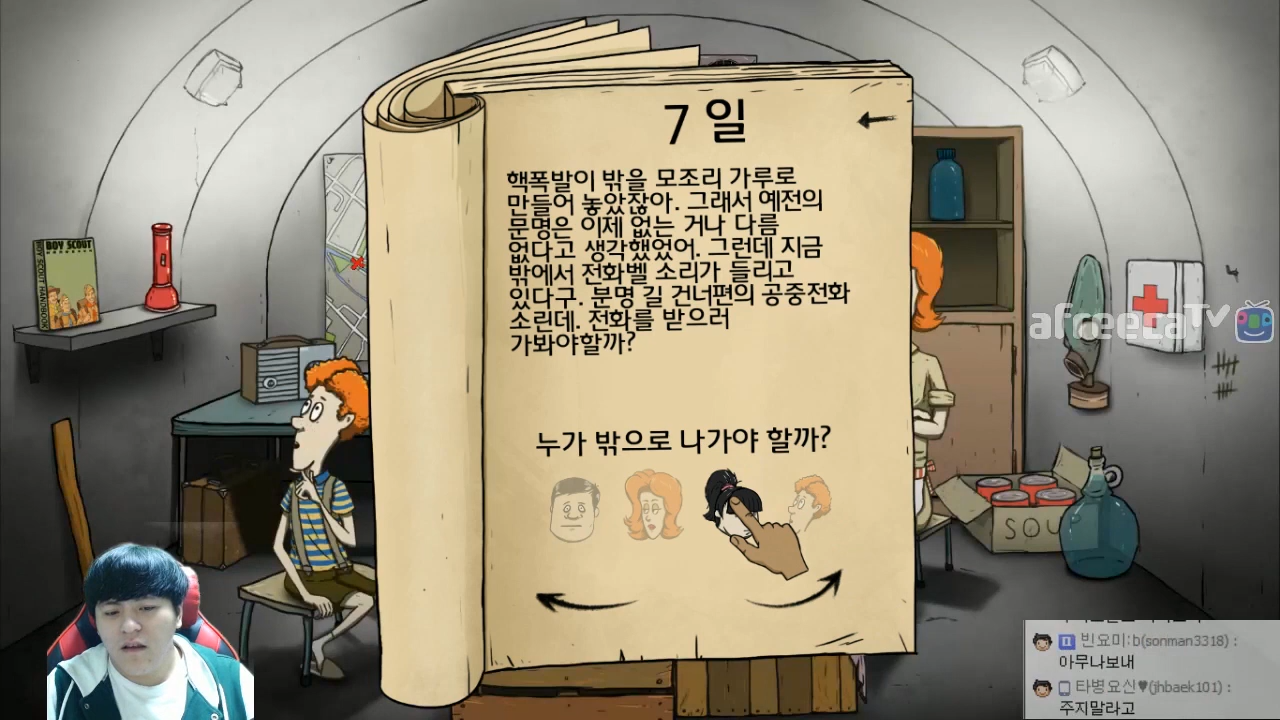 7 일
핵폭발이 밖을 모조리 가루로
만들어 놓았잖아. 그래서 예전의
문명은 이제 없는 거나 다름
없다고 생각했었어. 그런데 지금
밖에서 전화벨 소리가 들리고
있다구. 분명 길 건너편의 공중전화
소린데. 전화를 받으러
가봐야할까?
누가 밖으로 나가야 할까?
BOY SCOUT
BOY SCOUT HANDBOOK
afreecaTV
SOU
빈요미:b(sonman3318) :
아무나보내
타병요신♥(jhbaek101) :
주지말라고